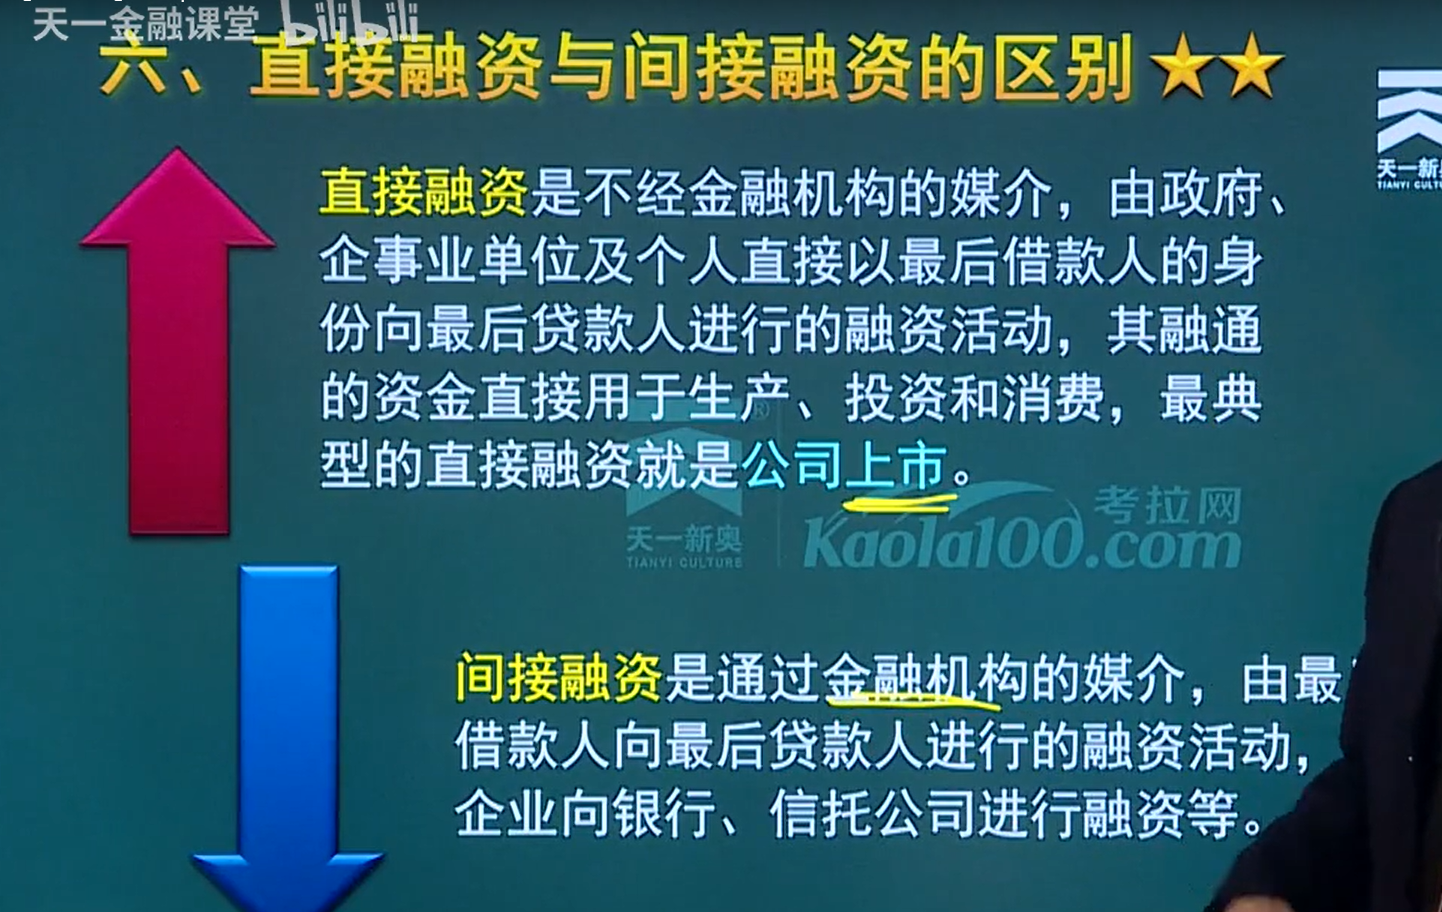 天一金融课堂 bilibili
六、直接融资与间接融资的区别
直接融资是不经金融机构的媒介，由政府、
企事业单位及个人直接以最后借款人的身
份向最后贷款人进行的融资活动，其融通
的资金直接用于生产、投资和消费，最典
型的直接融资就是公司上市。
天一新奥
TIANYI CULTURE
考拉网
Kaola100.com
®
天一新
TIANYI CULTU
间接融资是通过金融机构的媒介，由最
借款人向最后贷款人进行的融资活动，
企业向银行、信托公司进行融资等。